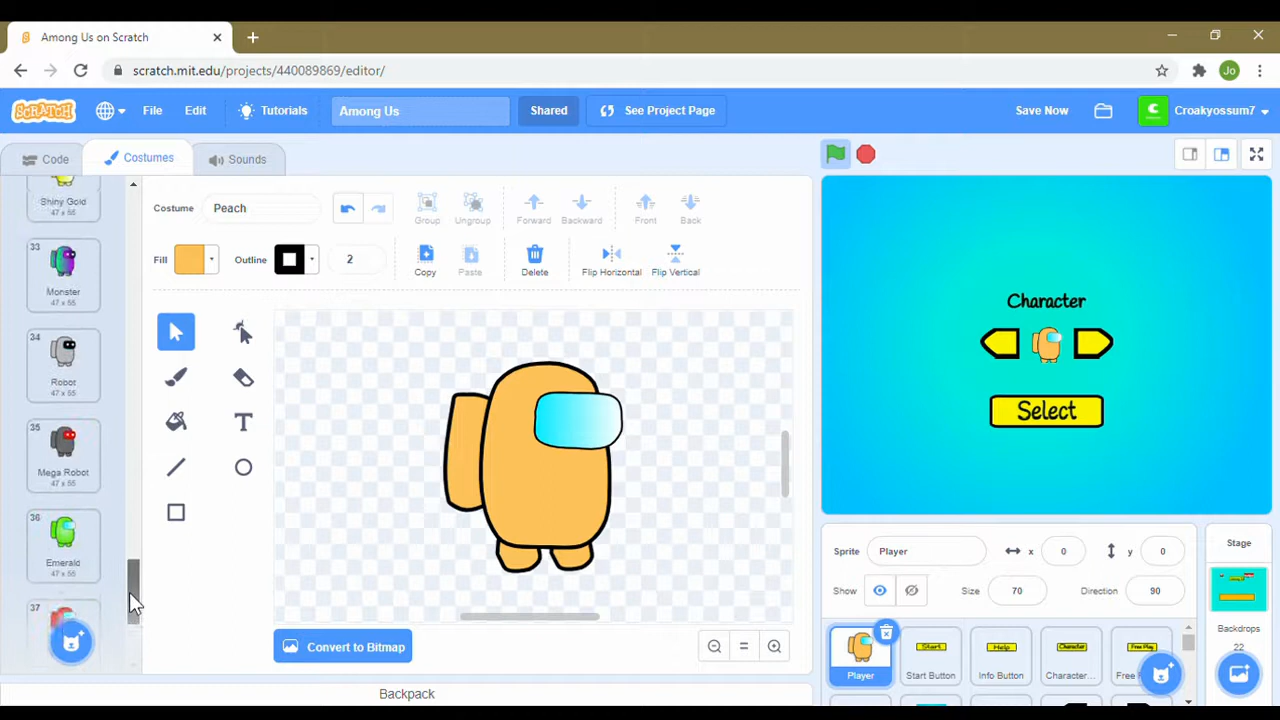 Among Us on Scratch
scratch.mit.edu/projects/440089869/editor/
Jo
SCRATCH
File
Edit
Tutorials
Among Us
Shared
See Project Page
Save Now
Croakyossum7
Code
Costumes
Sounds
Shiny Gold
47 x 55
33
Monster
47 x 55
34
Robot
47 x 55
35
Mega Robot
47 x 55
36
Emerald
47 x 55
37
Costume
Peach
Group
Ungroup
Forward
Backward
Front
Back
Fill
Outline
2
Copy
Paste
Delete
Flip Horizontal
Flip Vertical
T
Convert to Bitmap
Backpack
Character
Select
Sprite
Player
x
0
y
0
Show
Size
70
Direction
90
Stage
Backdrops
22
Player
Start
Start Button
Help
Info Button
Character
Character...
Free Play
Free